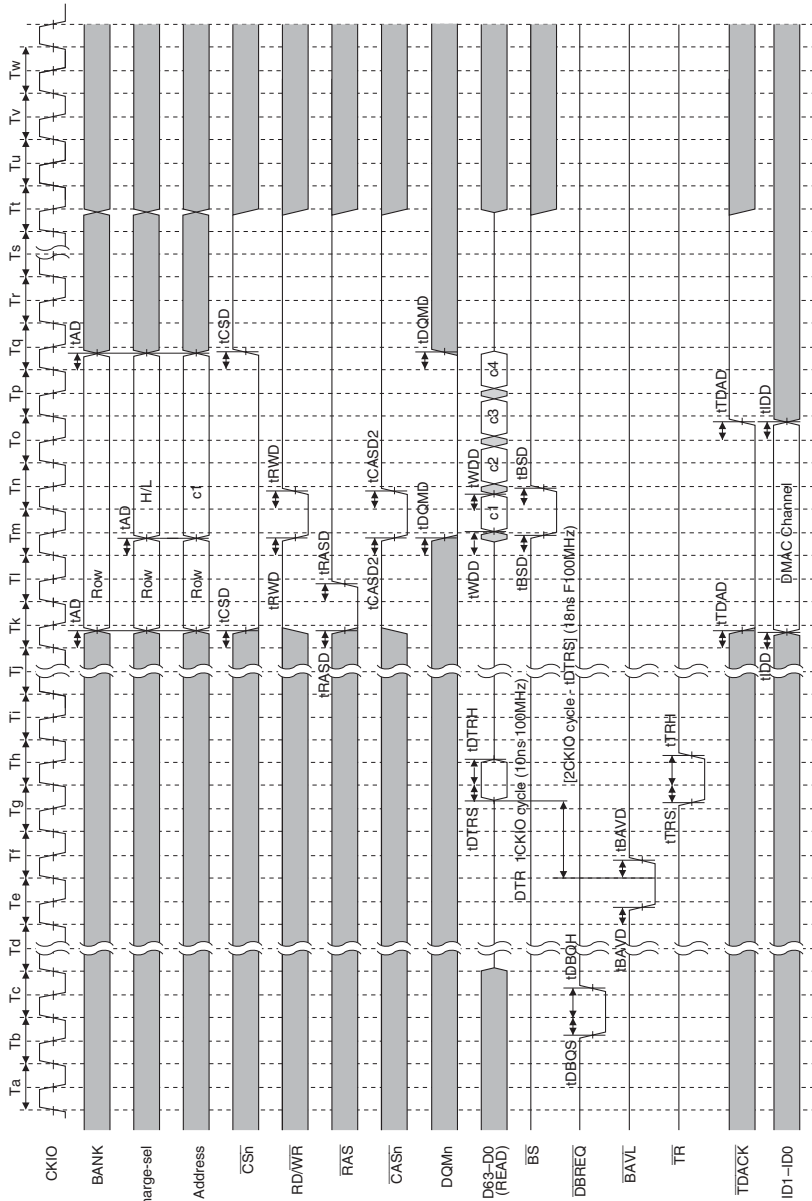 Ta Tb Tc Td Te Tf Tg Th Ti Tj Tk Tl Tm Tn To Tp Tq Tr Ts Tt Tu Tv Tw
CKIO
tAD tAD
BANK Row
tAD
harge-sel Row H/L
Address Row c1
tCSD tCSD
CSn
tRWD tRWD
RD/WR
tRASD tRASD
RAS
tCASD2 tCASD2
CASn
tDQMD tDQMD
DQMn
tDTRS tDTRH tWDD tWDD
D63–D0
(READ) c1 c2 c3 c4
tBSD tBSD
BS
DTR 1CKIO cycle (10ns 100MHz)
[2CKIO cycle - tDTRS] (18ns F100MHz)
tDBQS tDBQH
DBREQ
tBAVD tBAVD
BAVL
tTRS tTRH
TR
tTDAD tTDAD
TDACK
tIDD tIDD
ID1–ID0 DMAC Channel